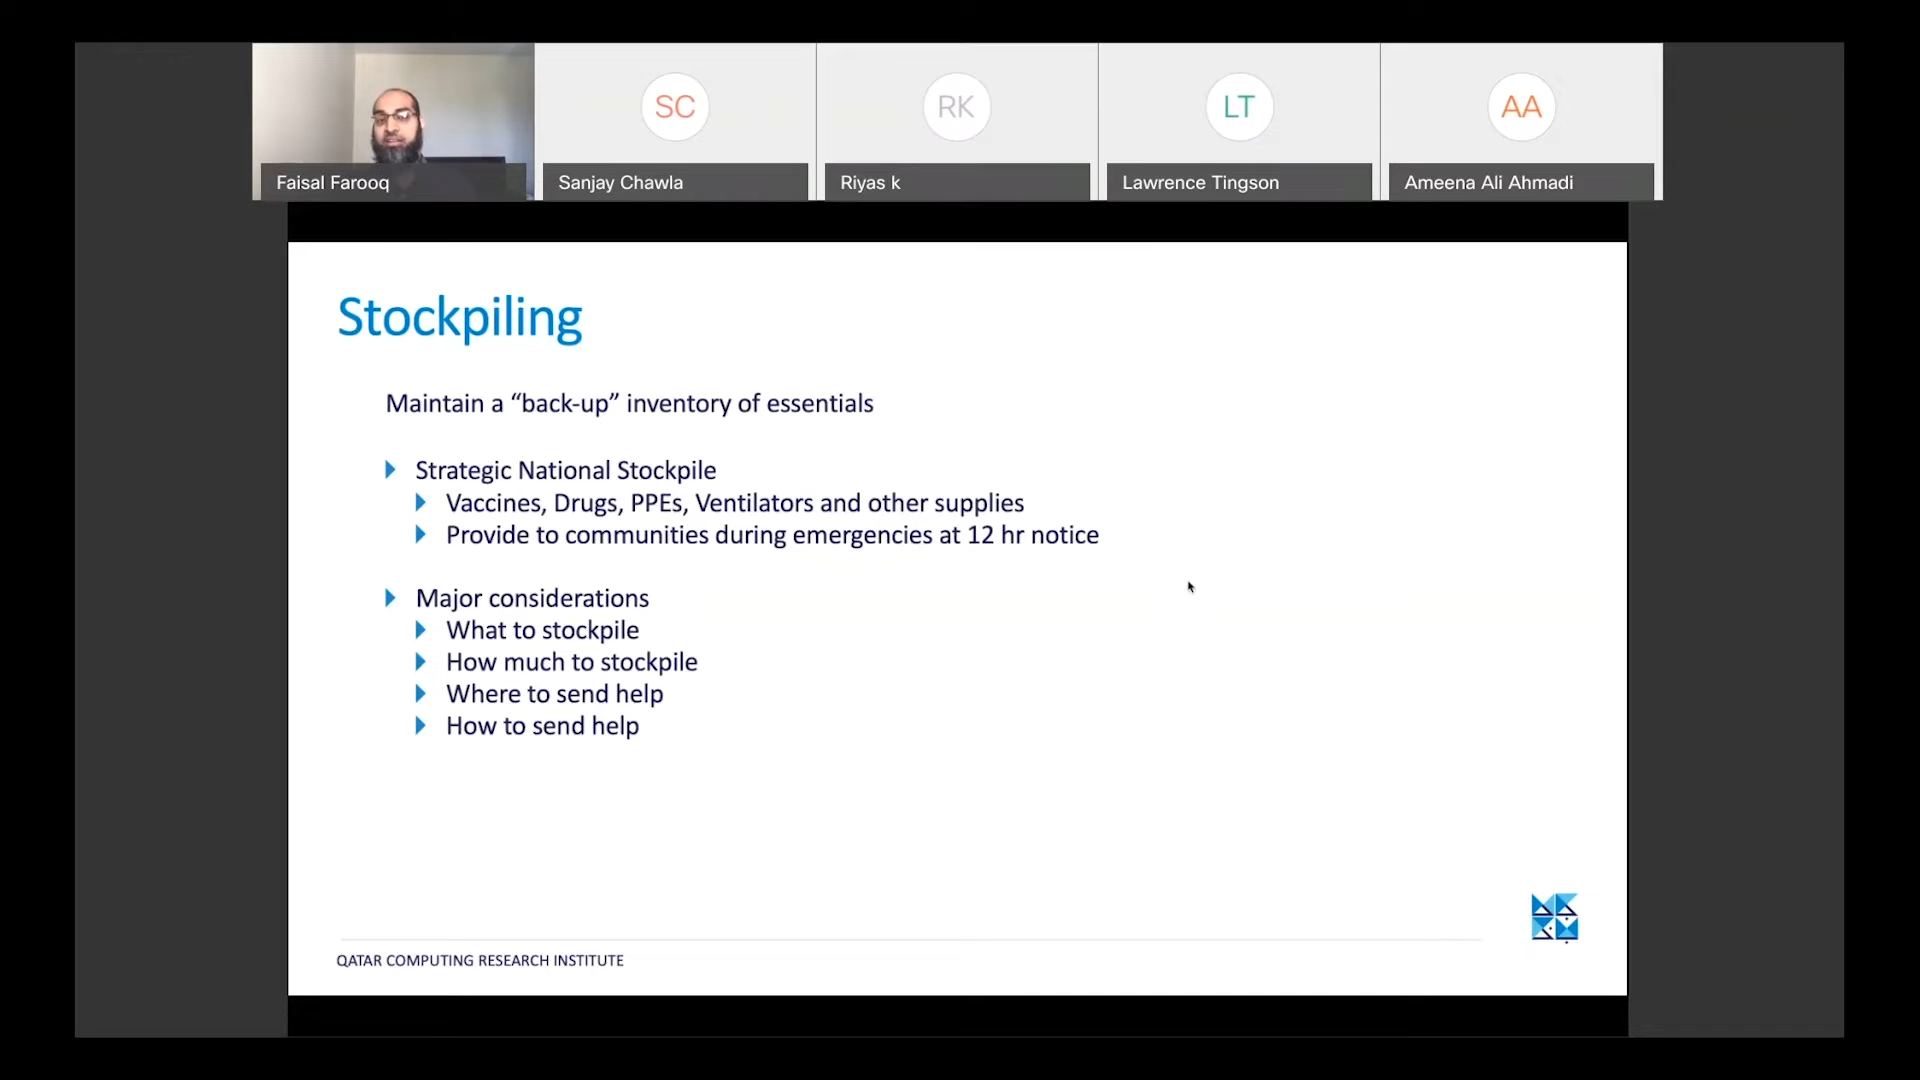 SC
RK
LT
AA
Faisal Farooq
Sanjay Chawla
Riyas k
Lawrence Tingson
Ameena Ali Ahmadi
Stockpiling
Maintain a “back-up” inventory of essentials
Strategic National Stockpile
Vaccines, Drugs, PPEs, Ventilators and other supplies
Provide to communities during emergencies at 12 hr notice
Major considerations
What to stockpile
How much to stockpile
Where to send help
How to send help
QATAR COMPUTING RESEARCH INSTITUTE